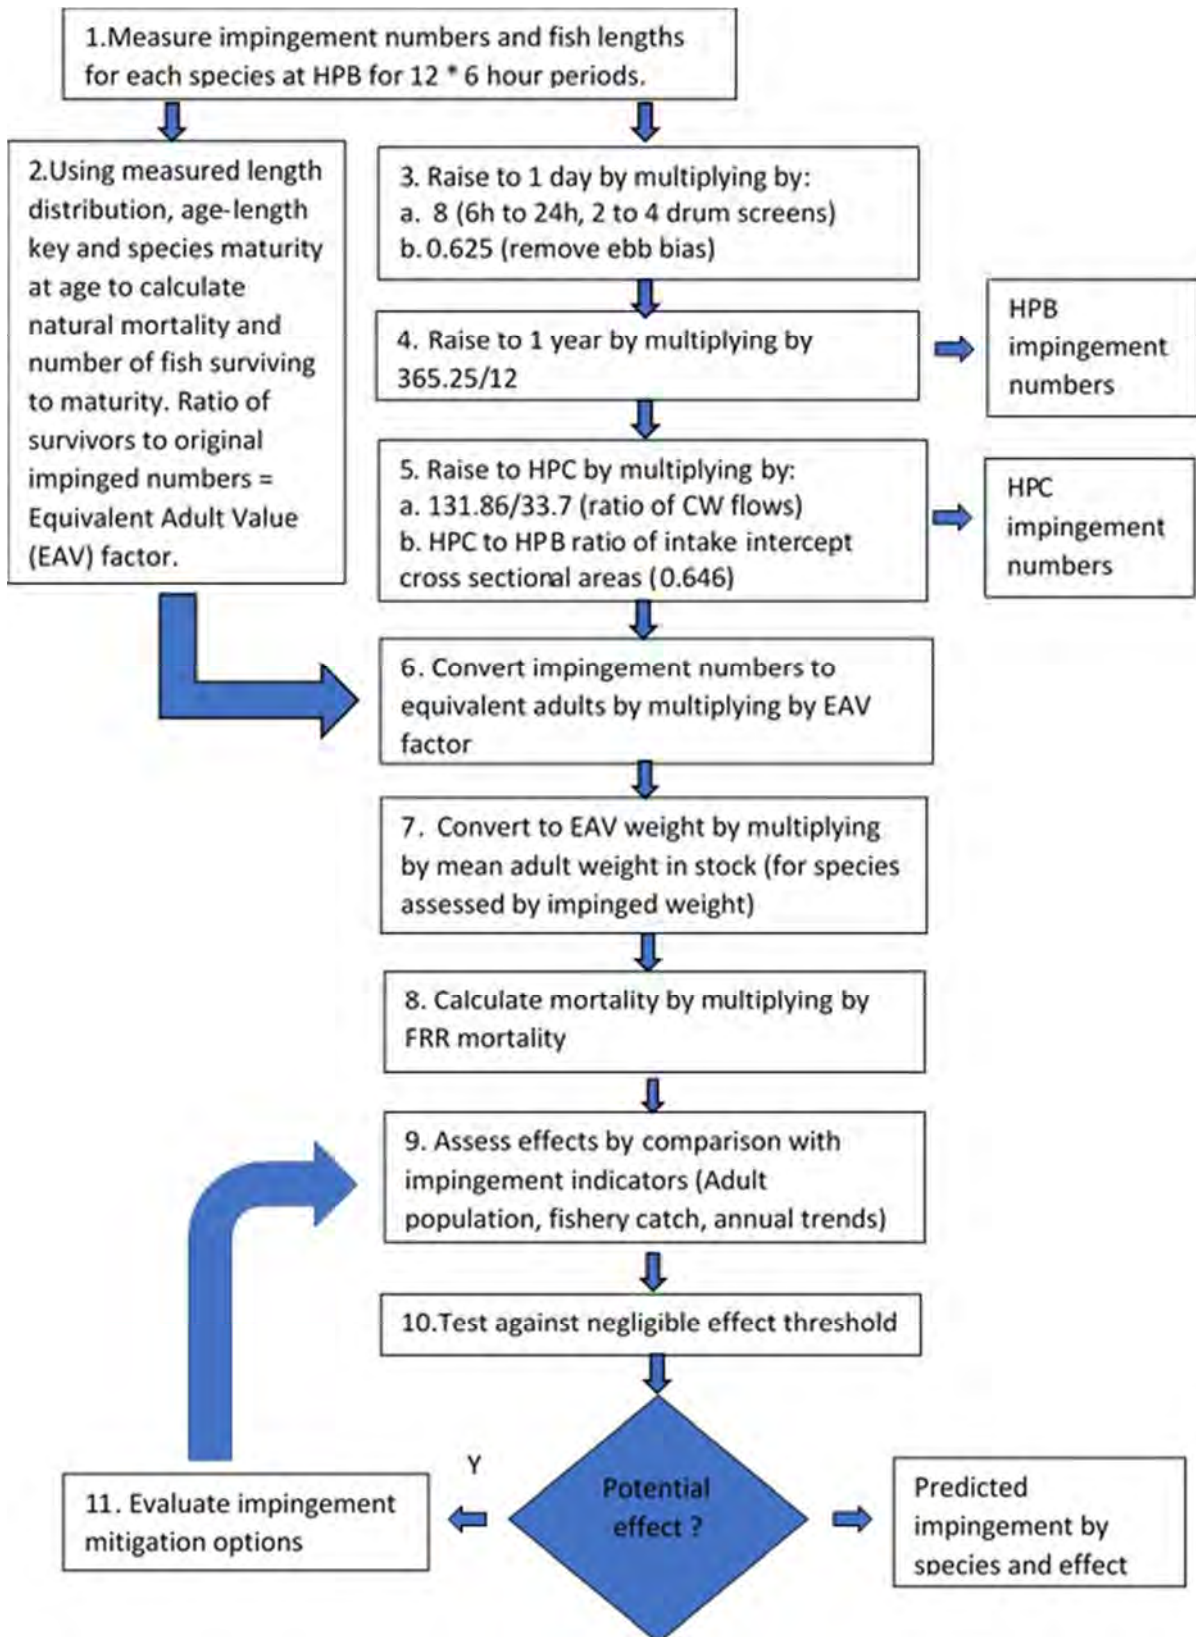 1.Measure impingement numbers and fish lengths
for each species at HPB for 12 * 6 hour periods.
2.Using measured length
distribution, age-length
key and species maturity
at age to calculate
natural mortality and
number of fish surviving
to maturity. Ratio of
survivors to original
impinged numbers =
Equivalent Adult Value
(EAV) factor.
3. Raise to 1 day by multiplying by:
a. 8 (6h to 24h, 2 to 4 drum screens)
b. 0.625 (remove ebb bias)
4. Raise to 1 year by multiplying by
365.25/12
HPB
impingement
numbers
5. Raise to HPC by multiplying by:
a. 131.86/33.7 (ratio of CW flows)
b. HPC to HPB ratio of intake intercept
cross sectional areas (0.646)
HPC
impingement
numbers
6. Convert impingement numbers to
equivalent adults by multiplying by EAV
factor
7. Convert to EAV weight by multiplying
by mean adult weight in stock (for species
assessed by impinged weight)
8. Calculate mortality by multiplying by
FRR mortality
9. Assess effects by comparison with
impingement indicators (Adult
population, fishery catch, annual trends)
10.Test against negligible effect threshold
Potential
effect ?
Y
11. Evaluate impingement
mitigation options
Predicted
impingement by
species and effect